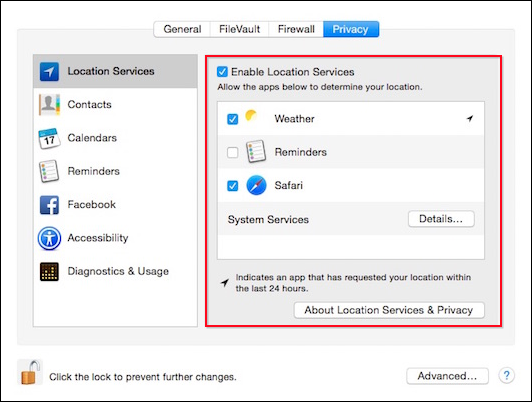 General FileVault Firewall Privacy
Location Services
Contacts
17
Calendars
Reminders
Facebook
Accessibility
Diagnostics & Usage
Enable Location Services
Allow the apps below to determine your location.
Weather
Reminders
Safari
System Services Details...
Indicates an app that has requested your location within
the last 24 hours.
About Location Services & Privacy
Click the lock to prevent further changes.
Advanced... ?